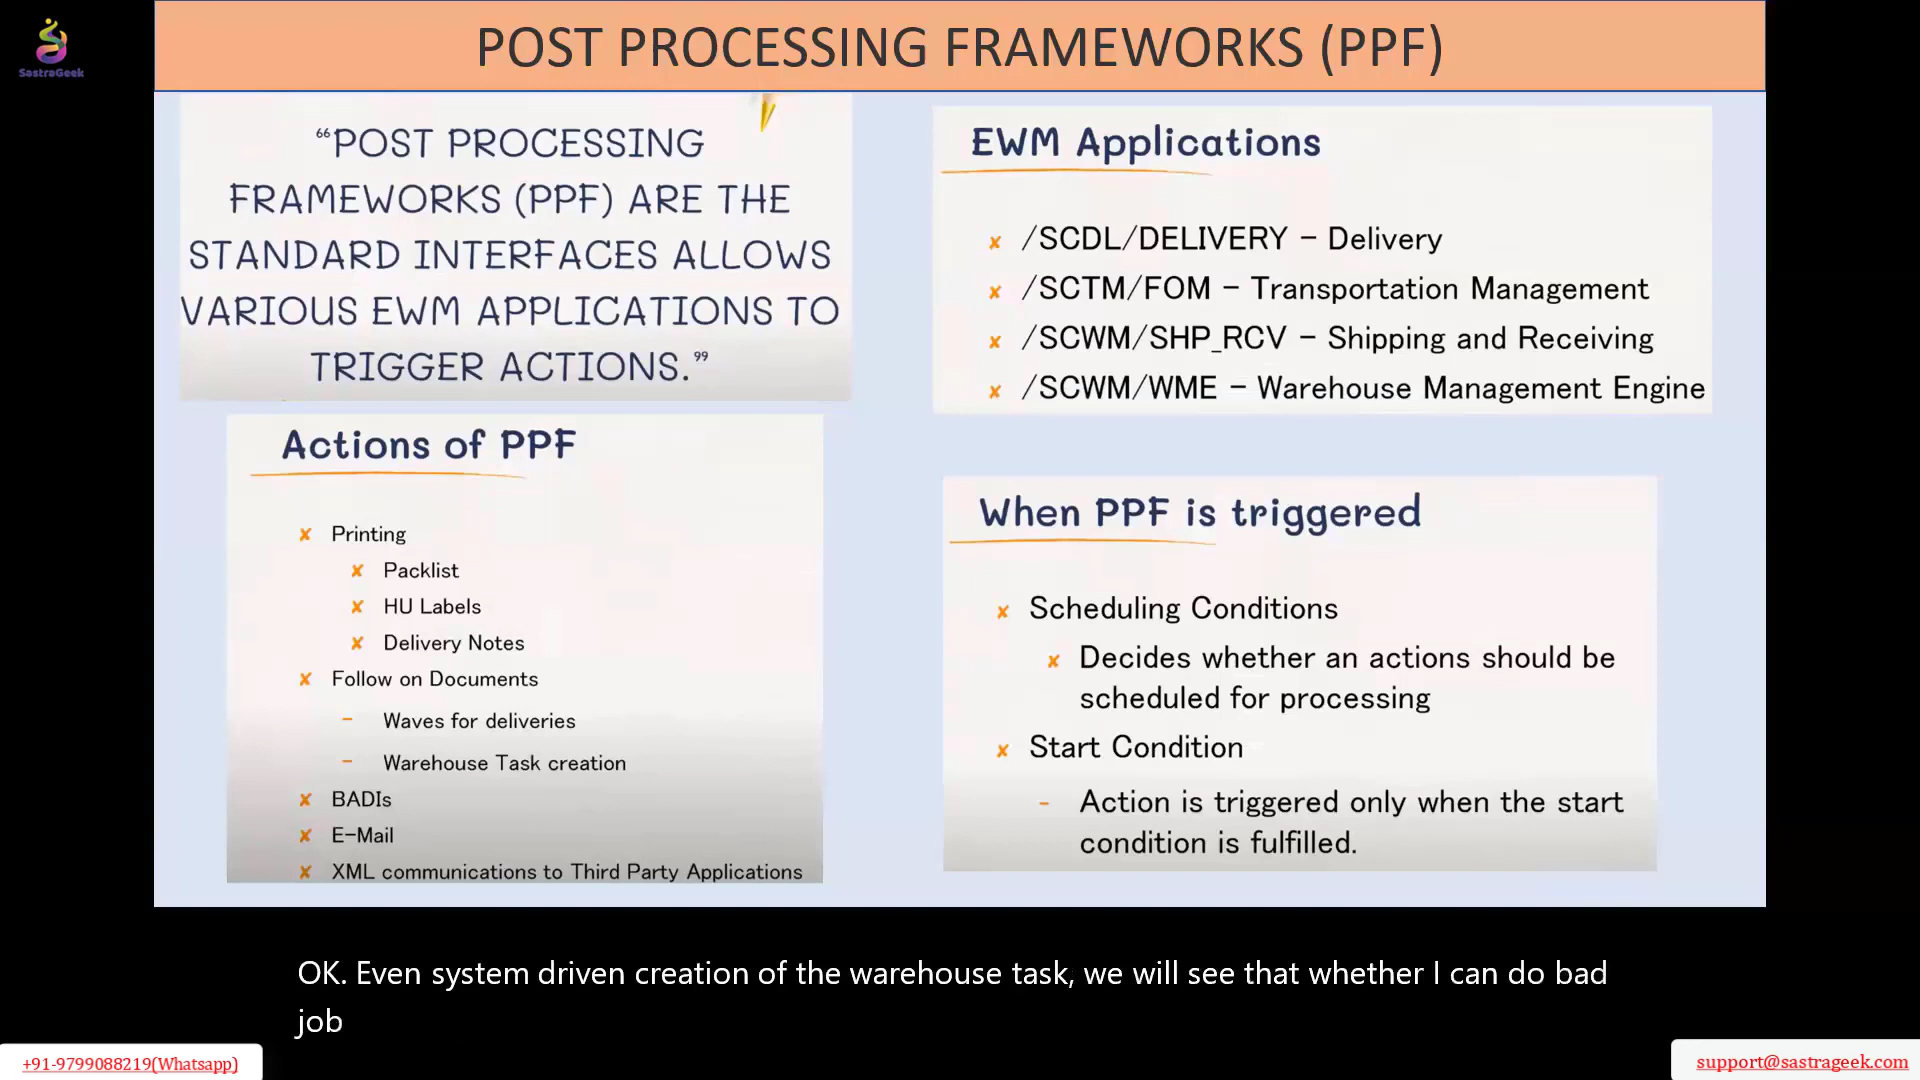 SastraGeek
POST PROCESSING FRAMEWORKS (PPF)
“POST PROCESSING
FRAMEWORKS (PPF) ARE THE
STANDARD INTERFACES ALLOWS
VARIOUS EWM APPLICATIONS TO
TRIGGER ACTIONS.”
EWM Applications
✘ /SCDL/DELIVERY – Delivery
✘ /SCTM/FOM – Transportation Management
✘ /SCWM/SHP_RCV – Shipping and Receiving
✘ /SCWM/WME – Warehouse Management Engine
Actions of PPF
✘ Printing
✘ Packlist
✘ HU Labels
✘ Delivery Notes
✘ Follow on Documents
– Waves for deliveries
– Warehouse Task creation
✘ BADIs
✘ E-Mail
✘ XML communications to Third Party Applications
When PPF is triggered
✘ Scheduling Conditions
✘ Decides whether an actions should be
scheduled for processing
✘ Start Condition
- Action is triggered only when the start
condition is fulfilled.
OK. Even system driven creation of the warehouse task, we will see that whether I can do bad
job
+91-9799088219(Whatsapp)
support@sastrageek.com